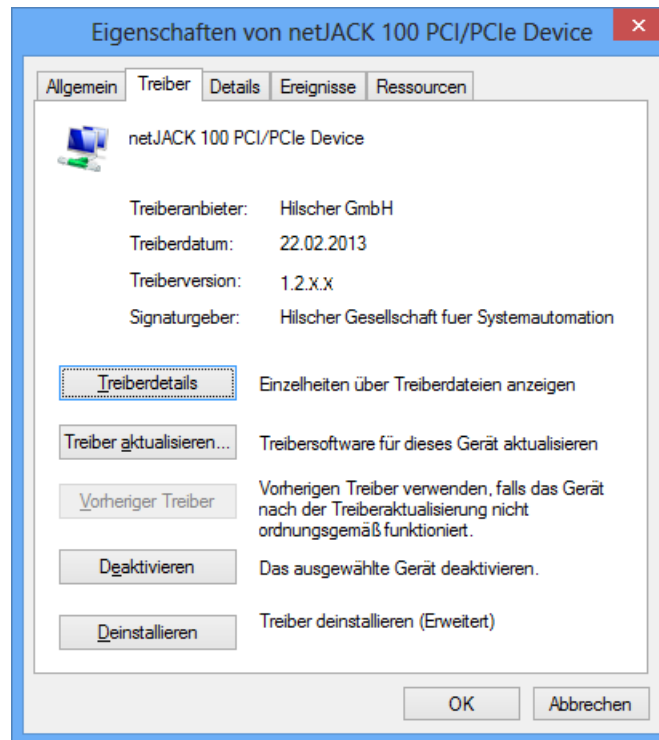 Eigenschaften von netJACK 100 PCI/PCIe Device
Allgemein Treiber Details Ereignisse Ressourcen
netJACK 100 PCI/PCIe Device
Treiberanbieter: Hilscher GmbH
Treiberdatum: 22.02.2013
Treiberversion: 1.2.x.x
Signaturgeber: Hilscher Gesellschaft fuer Systemautomation
Treiberdetails Einzelheiten über Treiberdateien anzeigen
Treiber aktualisieren... Treibersoftware für dieses Gerät aktualisieren
Vorheriger Treiber Vorherigen Treiber verwenden, falls das Gerät
nach der Treiberaktualisierung nicht
ordnungsgemäß funktioniert.
Deaktivieren Das ausgewählte Gerät deaktivieren.
Deinstallieren Treiber deinstallieren (Erweitert)
OK Abbrechen